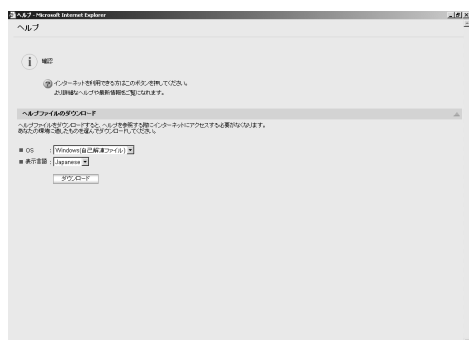 ヘルプ - Microsoft Internet Explorer
ヘルプ
確認
インターネットを利用できる方はこのボタンを押してください。
より詳細なヘルプや最新情報をご覧になれます。
ヘルプファイルのダウンロード
ヘルプファイルをダウンロードすると、ヘルプを参照する際にインターネットにアクセスする必要がなくなります。
あなたの環境に適したものを選んでダウンロードしてください。
■ OS : Windows(自己解凍ファイル)
■ 表示言語 : Japanese
ダウンロード